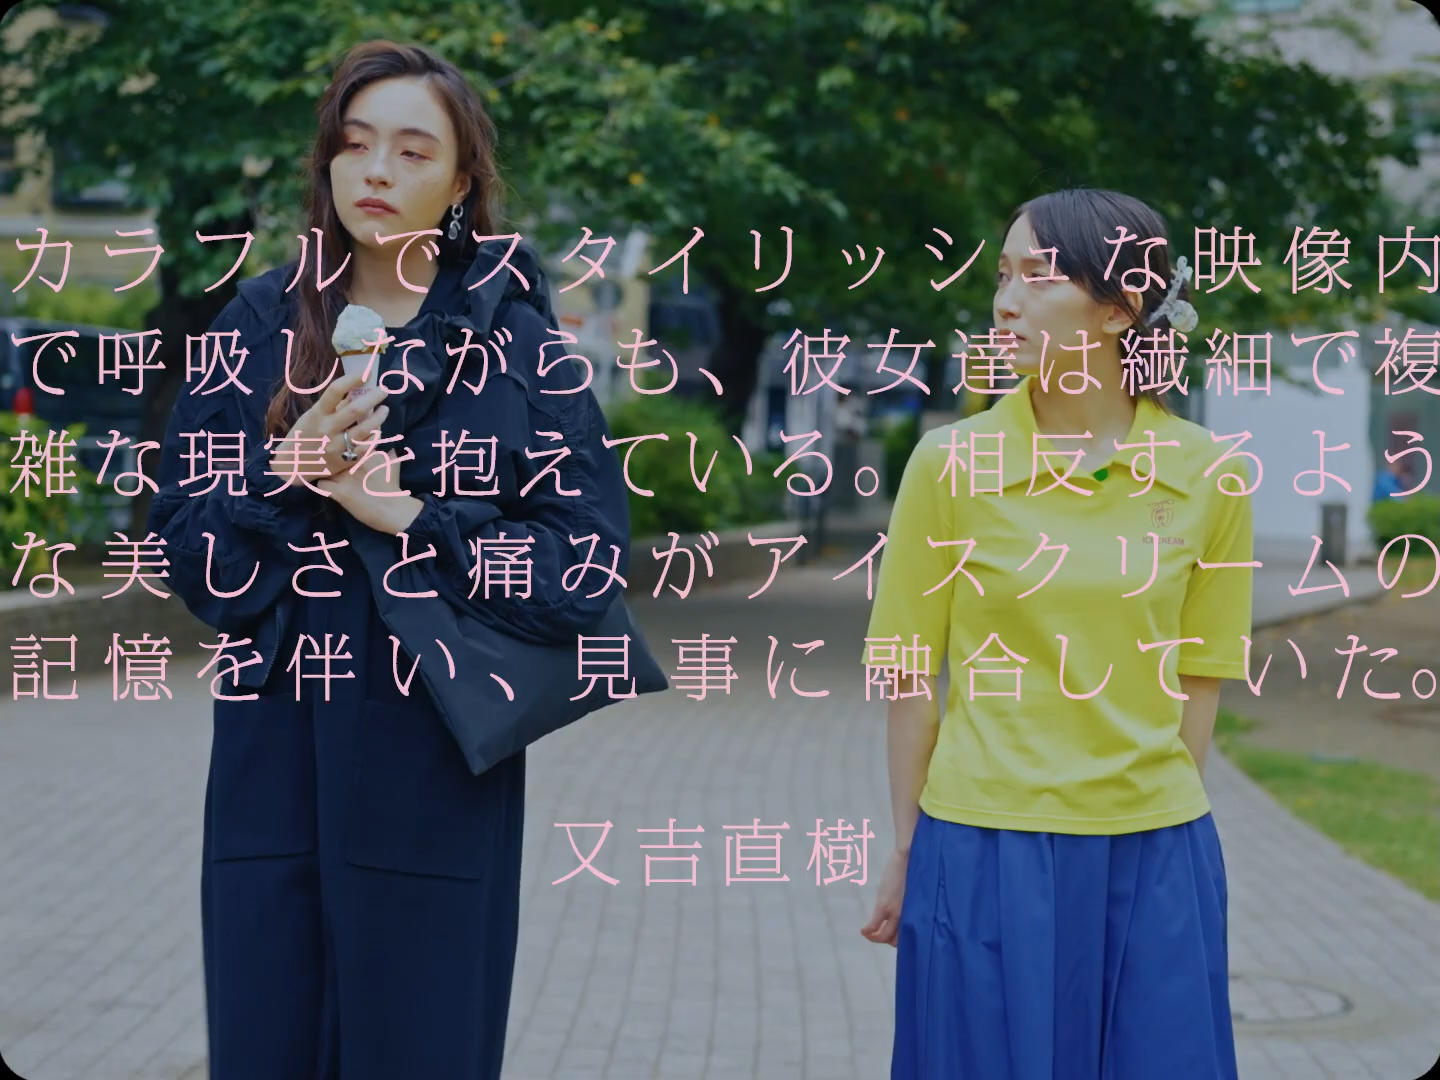 カラフルでスタイリッシュな映像内
で呼吸しながらも、彼女達は繊細で複
雑な現実を抱えている。相反するよう
な美しさと痛みがアイスクリームの
記憶を伴い、見事に融合していた。
又吉直樹